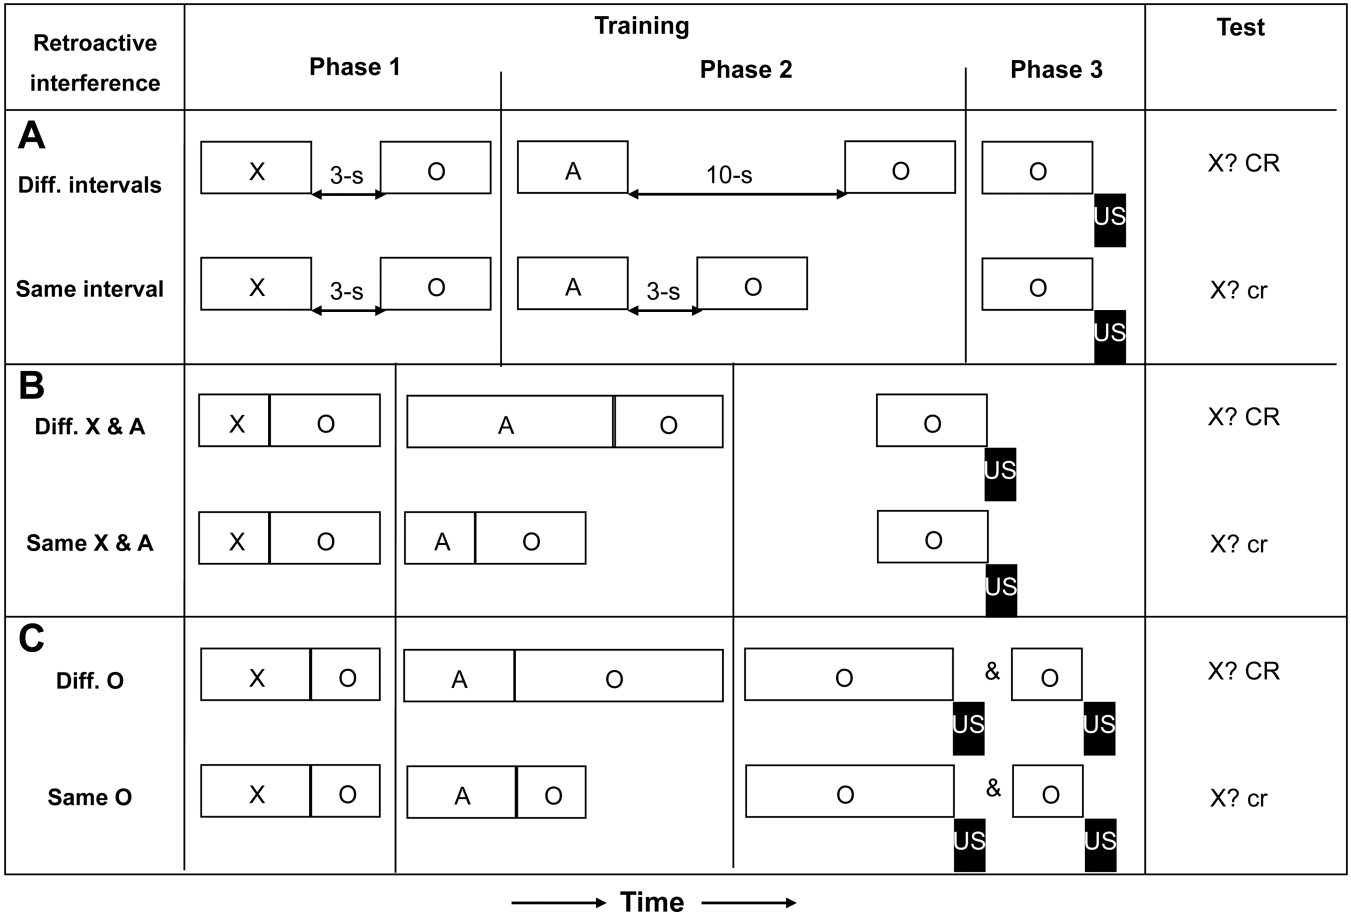 Retroactive
interference
Training
Test
Phase 1
Phase 2
Phase 3
A
Diff. intervals
X
3-s
O
A
10-s
O
O
US
X? CR
Same interval
X
3-s
O
A
3-s
O
O
US
X? cr
B
Diff. X & A
X
O
A
O
O
US
X? CR
Same X & A
X
O
A
O
O
US
X? cr
C
Diff. O
X
O
A
O
O
US
&
O
US
X? CR
Same O
X
O
A
O
O
US
&
O
US
X? cr
Time